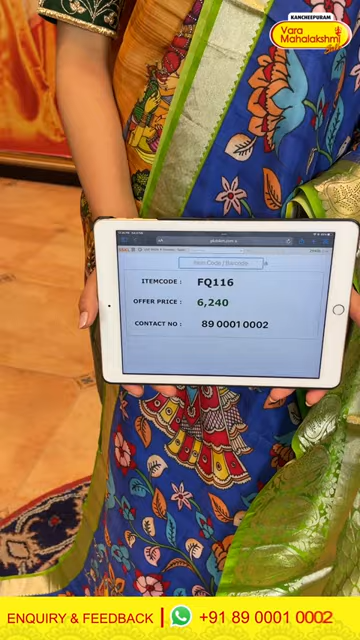 KANCHEEPURAM
Vara
Mahalakshmi
Item Code / Barcode
ITEMCODE : FQ116
OFFER PRICE : 6,240
CONTACT NO : 89 0001 0002
ENQUIRY & FEEDBACK | +91 89 0001 0002